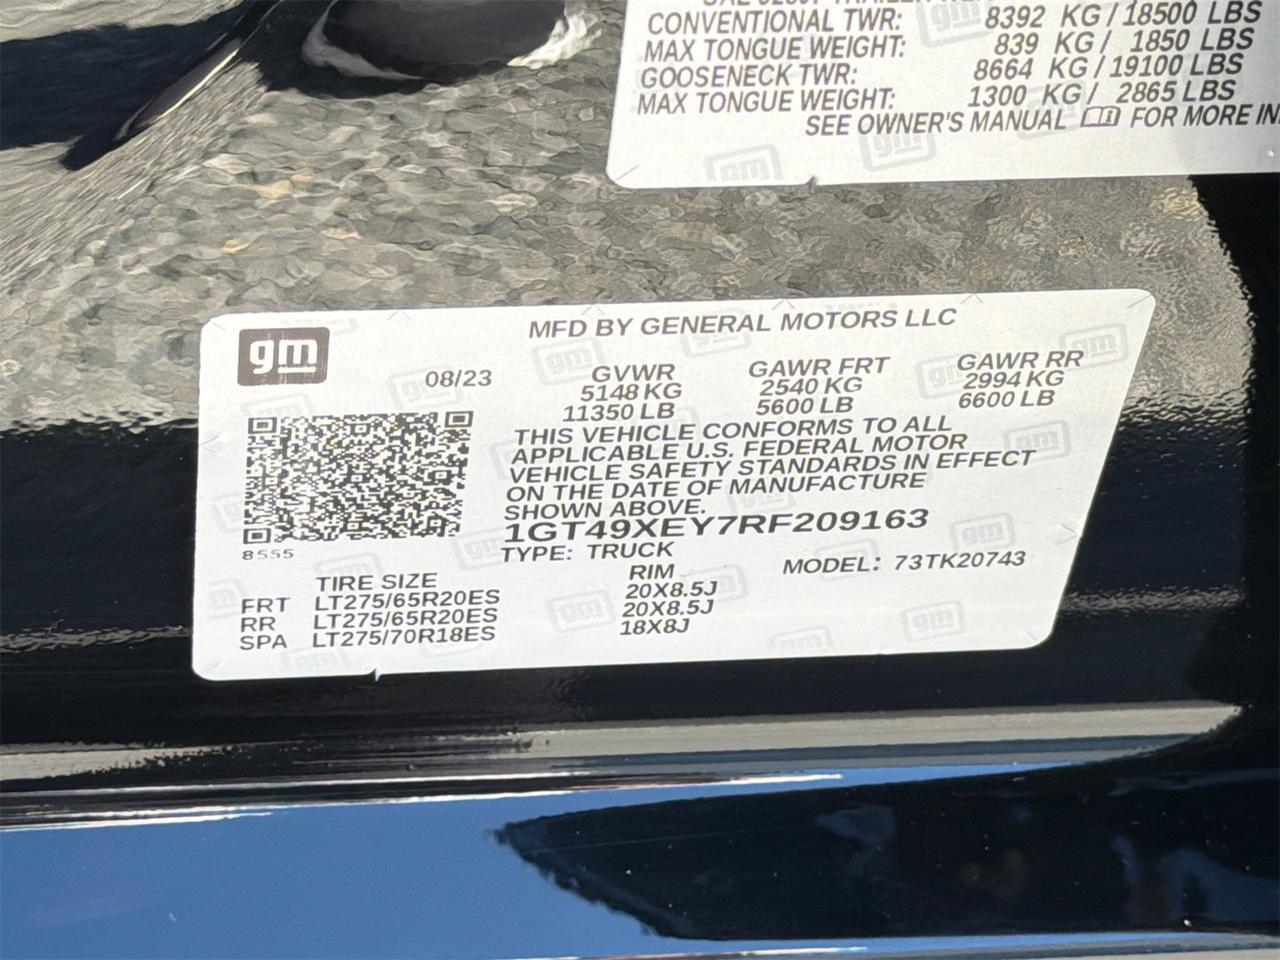 CONVENTIONAL TWR: 8392 KG / 18500 LBS
MAX TONGUE WEIGHT: 839 KG / 1850 LBS
GOOSENECK TWR: 8664 KG / 19100 LBS
MAX TONGUE WEIGHT: 1300 KG / 2865 LBS
SEE OWNER'S MANUAL FOR MORE
gm
MFD BY GENERAL MOTORS LLC
08/23
GVWR GAWR FRT GAWR RR
5148 KG 2540 KG 2994 KG
11350 LB 5600 LB 6600 LB
THIS VEHICLE CONFORMS TO ALL
APPLICABLE U.S. FEDERAL MOTOR
VEHICLE SAFETY STANDARDS IN EFFECT
ON THE DATE OF MANUFACTURE
SHOWN ABOVE.
1GT49XEY7RF209163
8555
TYPE: TRUCK MODEL: 73TK20743
TIRE SIZE RIM
FRT LT275/65R20ES 20X8.5J
RR LT275/65R20ES 20X8.5J
SPA LT275/70R18ES 18X8J